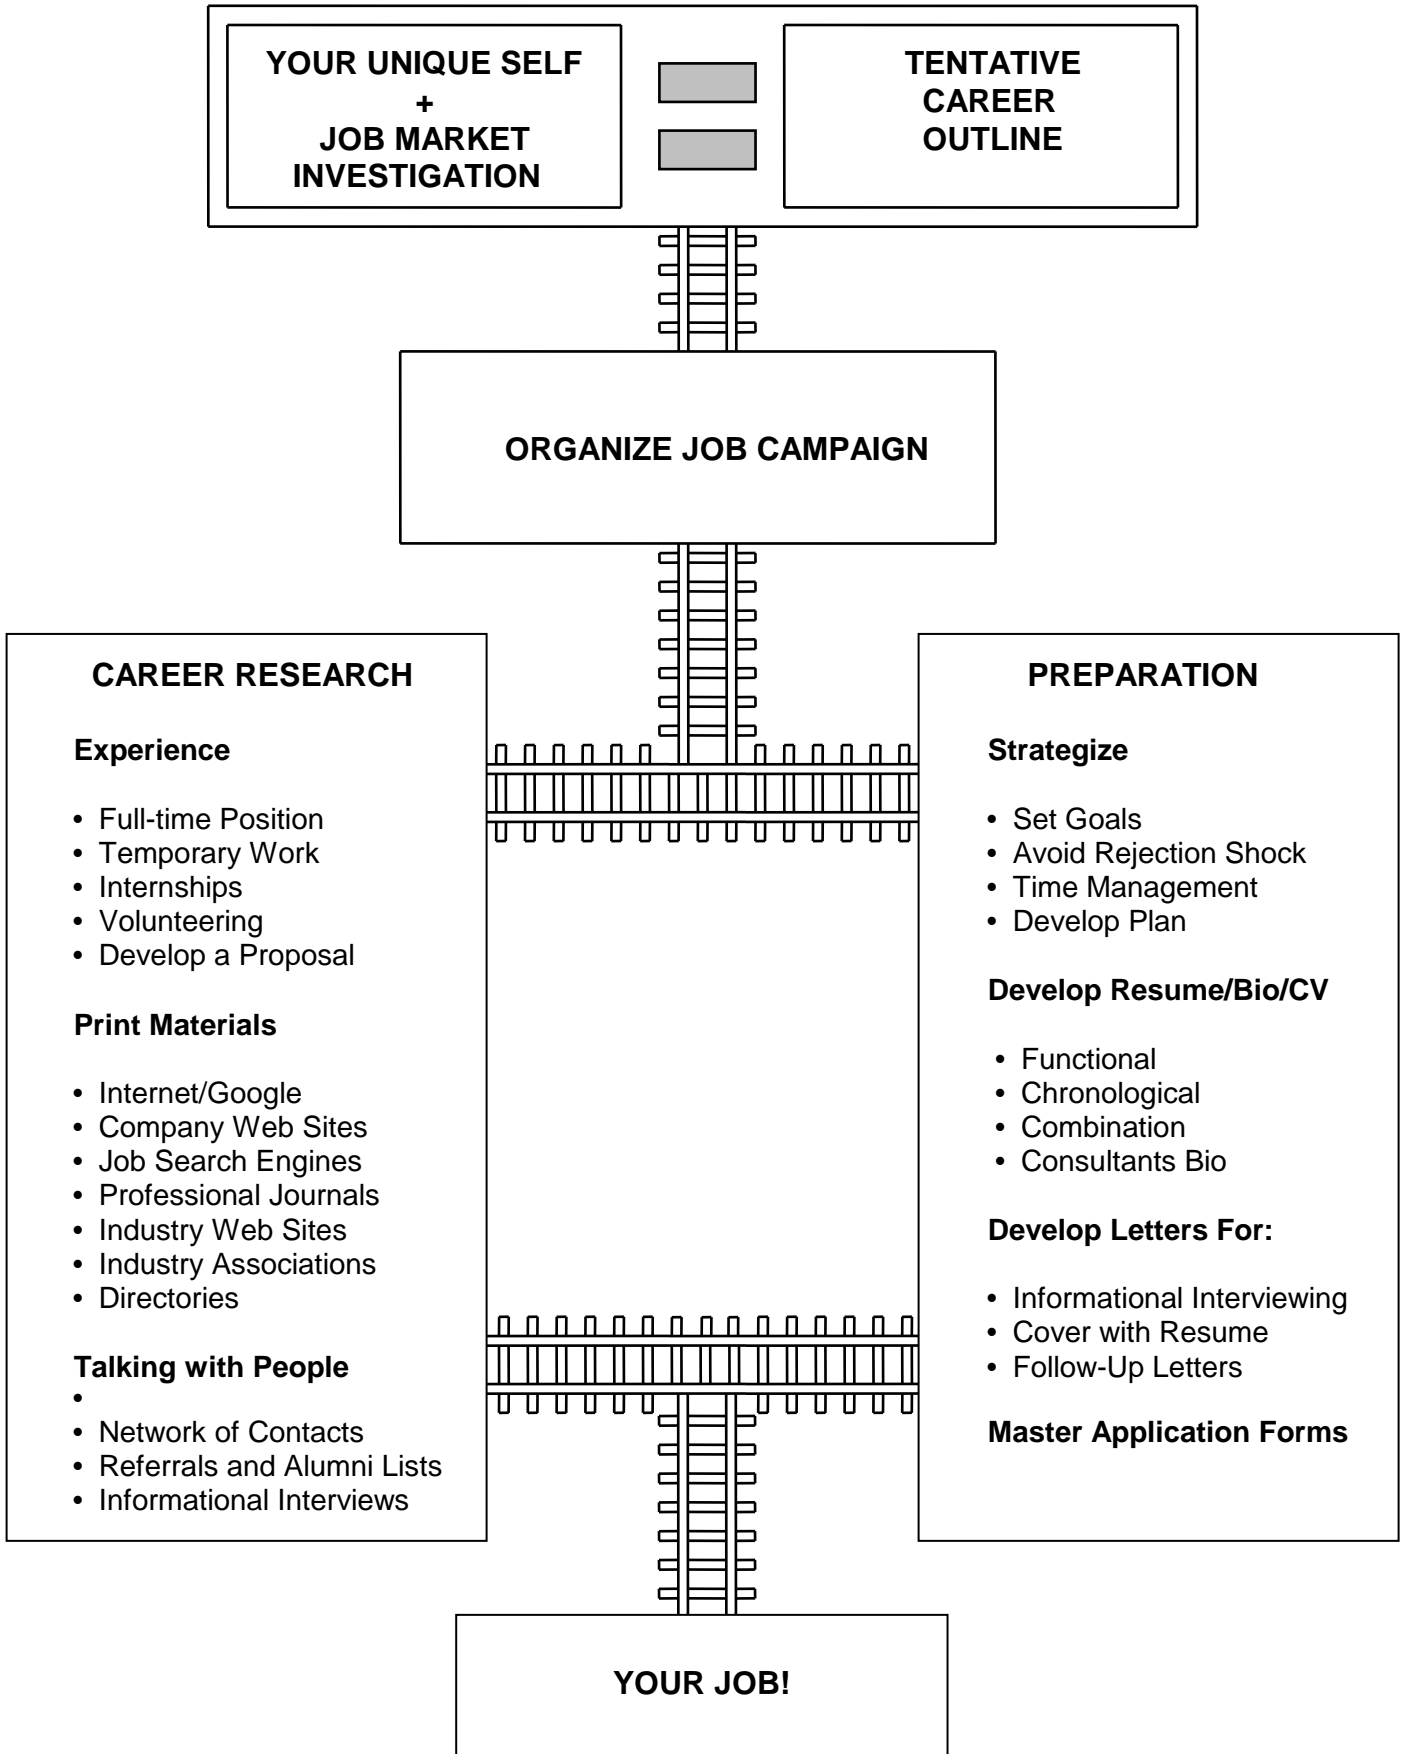 YOUR UNIQUE SELF
+
JOB MARKET
INVESTIGATION
TENTATIVE
CAREER
OUTLINE
ORGANIZE JOB CAMPAIGN
CAREER RESEARCH
Experience
• Full-time Position
• Temporary Work
• Internships
• Volunteering
• Develop a Proposal
Print Materials
• Internet/Google
• Company Web Sites
• Job Search Engines
• Professional Journals
• Industry Web Sites
• Industry Associations
• Directories
Talking with People
•
• Network of Contacts
• Referrals and Alumni Lists
• Informational Interviews
PREPARATION
Strategize
• Set Goals
• Avoid Rejection Shock
• Time Management
• Develop Plan
Develop Resume/Bio/CV
• Functional
• Chronological
• Combination
• Consultants Bio
Develop Letters For:
• Informational Interviewing
• Cover with Resume
• Follow-Up Letters
Master Application Forms
YOUR JOB!